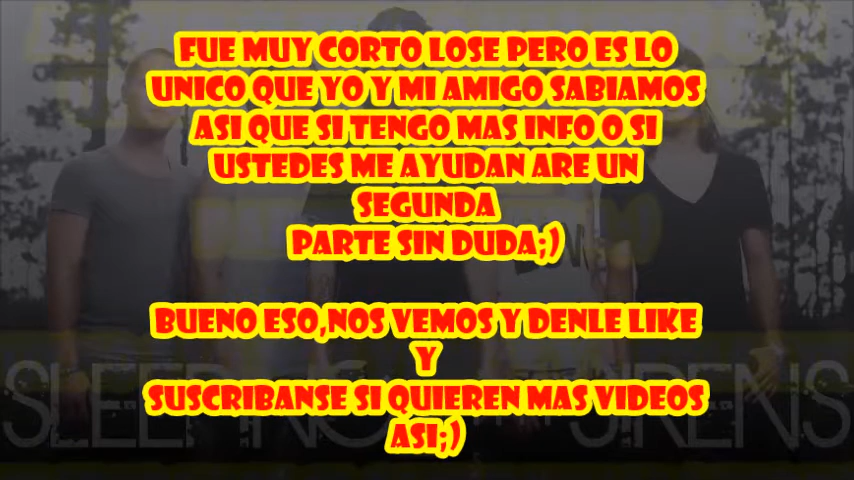 FUE MUY CORTO LOSE PERO ES LO
UNICO QUE YO Y MI AMIGO SABIAMOS
ASI QUE SI TENGO MAS INFO O SI
USTEDES ME AYUDAN ARE UN
SEGUNDA
PARTE SIN DUDA;)
BUENO ESO,NOS VEMOS Y DENLE LIKE
Y
SUSCRIBANSE SI QUIEREN MAS VIDEOS
ASI;)
SLEEPING SIRENS